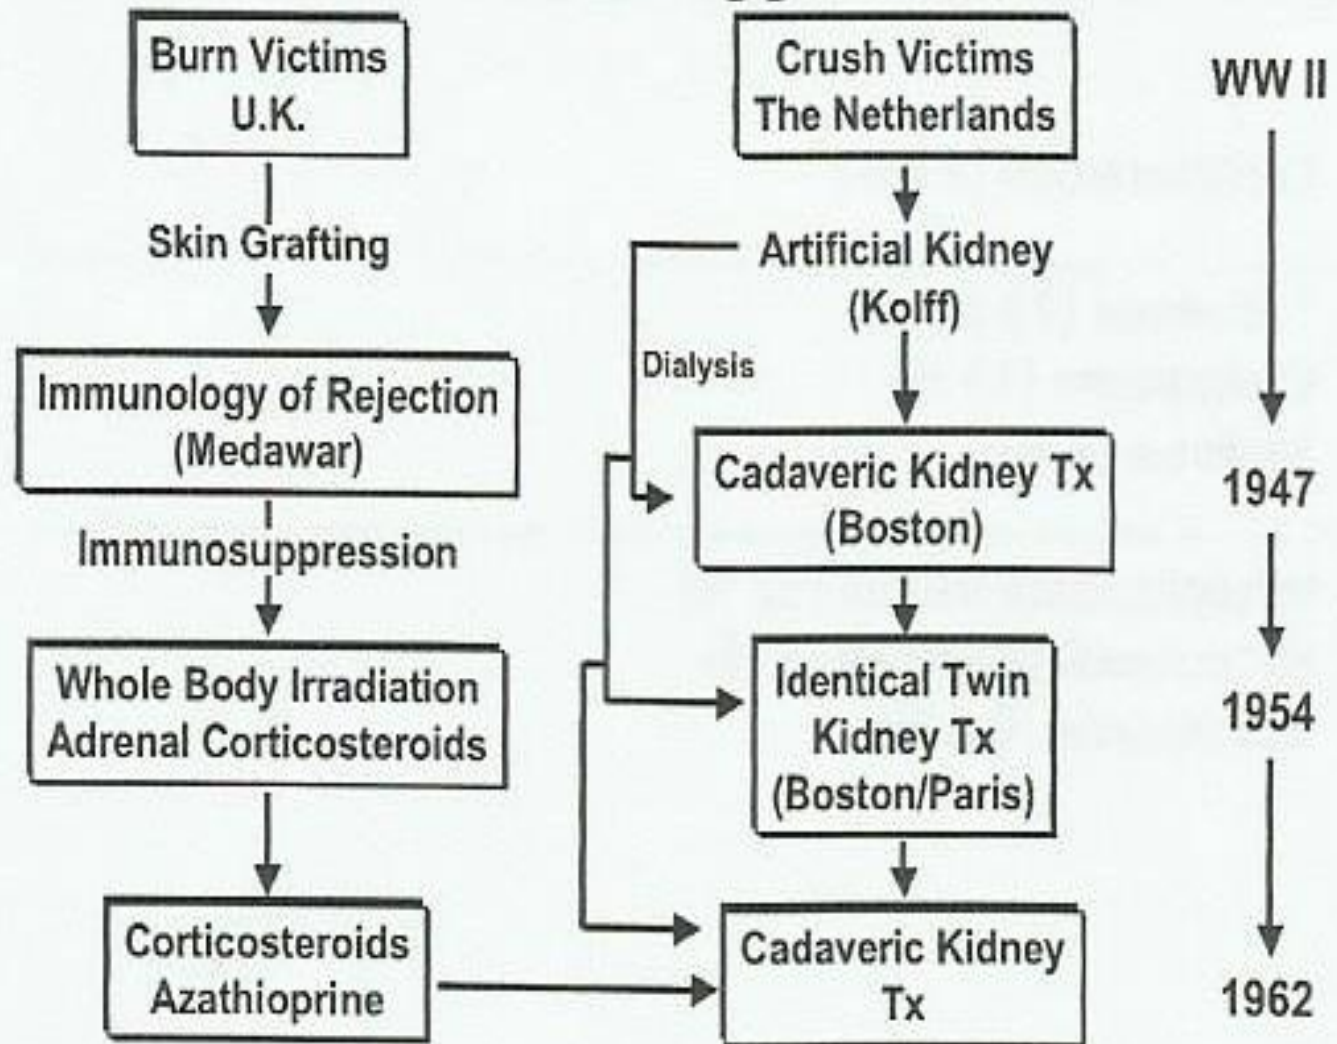 Burn Victims
U.K.
Skin Grafting
Immunology of Rejection
(Medawar)
Immunosuppression
Whole Body Irradiation
Adrenal Corticosteroids
Corticosteroids
Azathioprine
Crush Victims
The Netherlands
Artificial Kidney
(Kolff)
Dialysis
Cadaveric Kidney Tx
(Boston)
Identical Twin
Kidney Tx
(Boston/Paris)
Cadaveric Kidney
Tx
WW II
1947
1954
1962